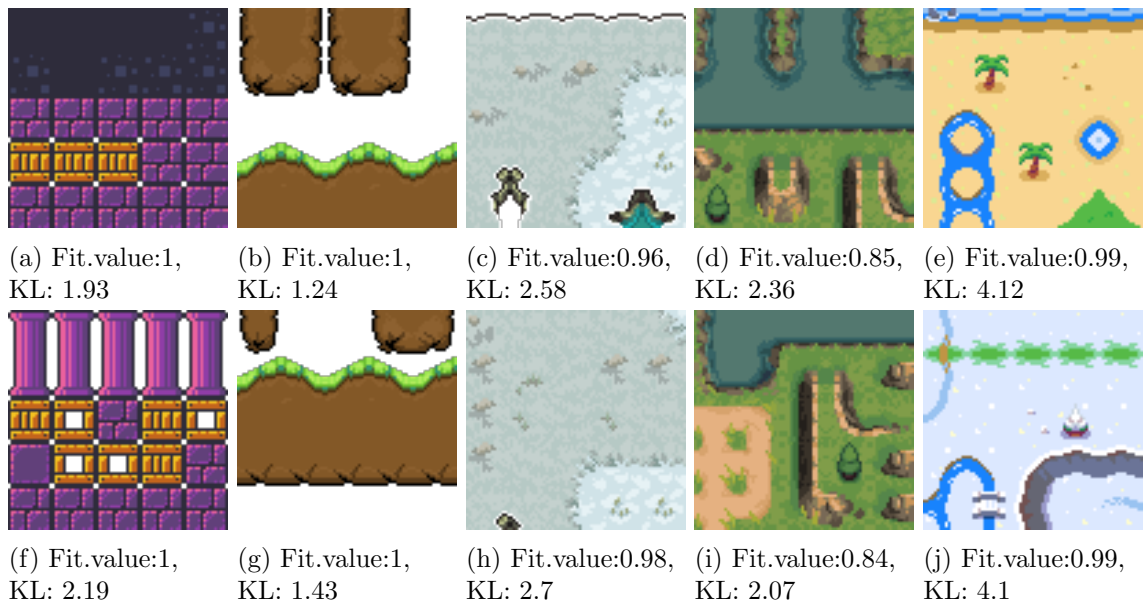 (a) Fit.value:1,
KL: 1.93
(b) Fit.value:1,
KL: 1.24
(c) Fit.value:0.96,
KL: 2.58
(d) Fit.value:0.85,
KL: 2.36
(e) Fit.value:0.99,
KL: 4.12
(f) Fit.value:1,
KL: 2.19
(g) Fit.value:1,
KL: 1.43
(h) Fit.value:0.98,
KL: 2.7
(i) Fit.value:0.84,
KL: 2.07
(j) Fit.value:0.99,
KL: 4.1